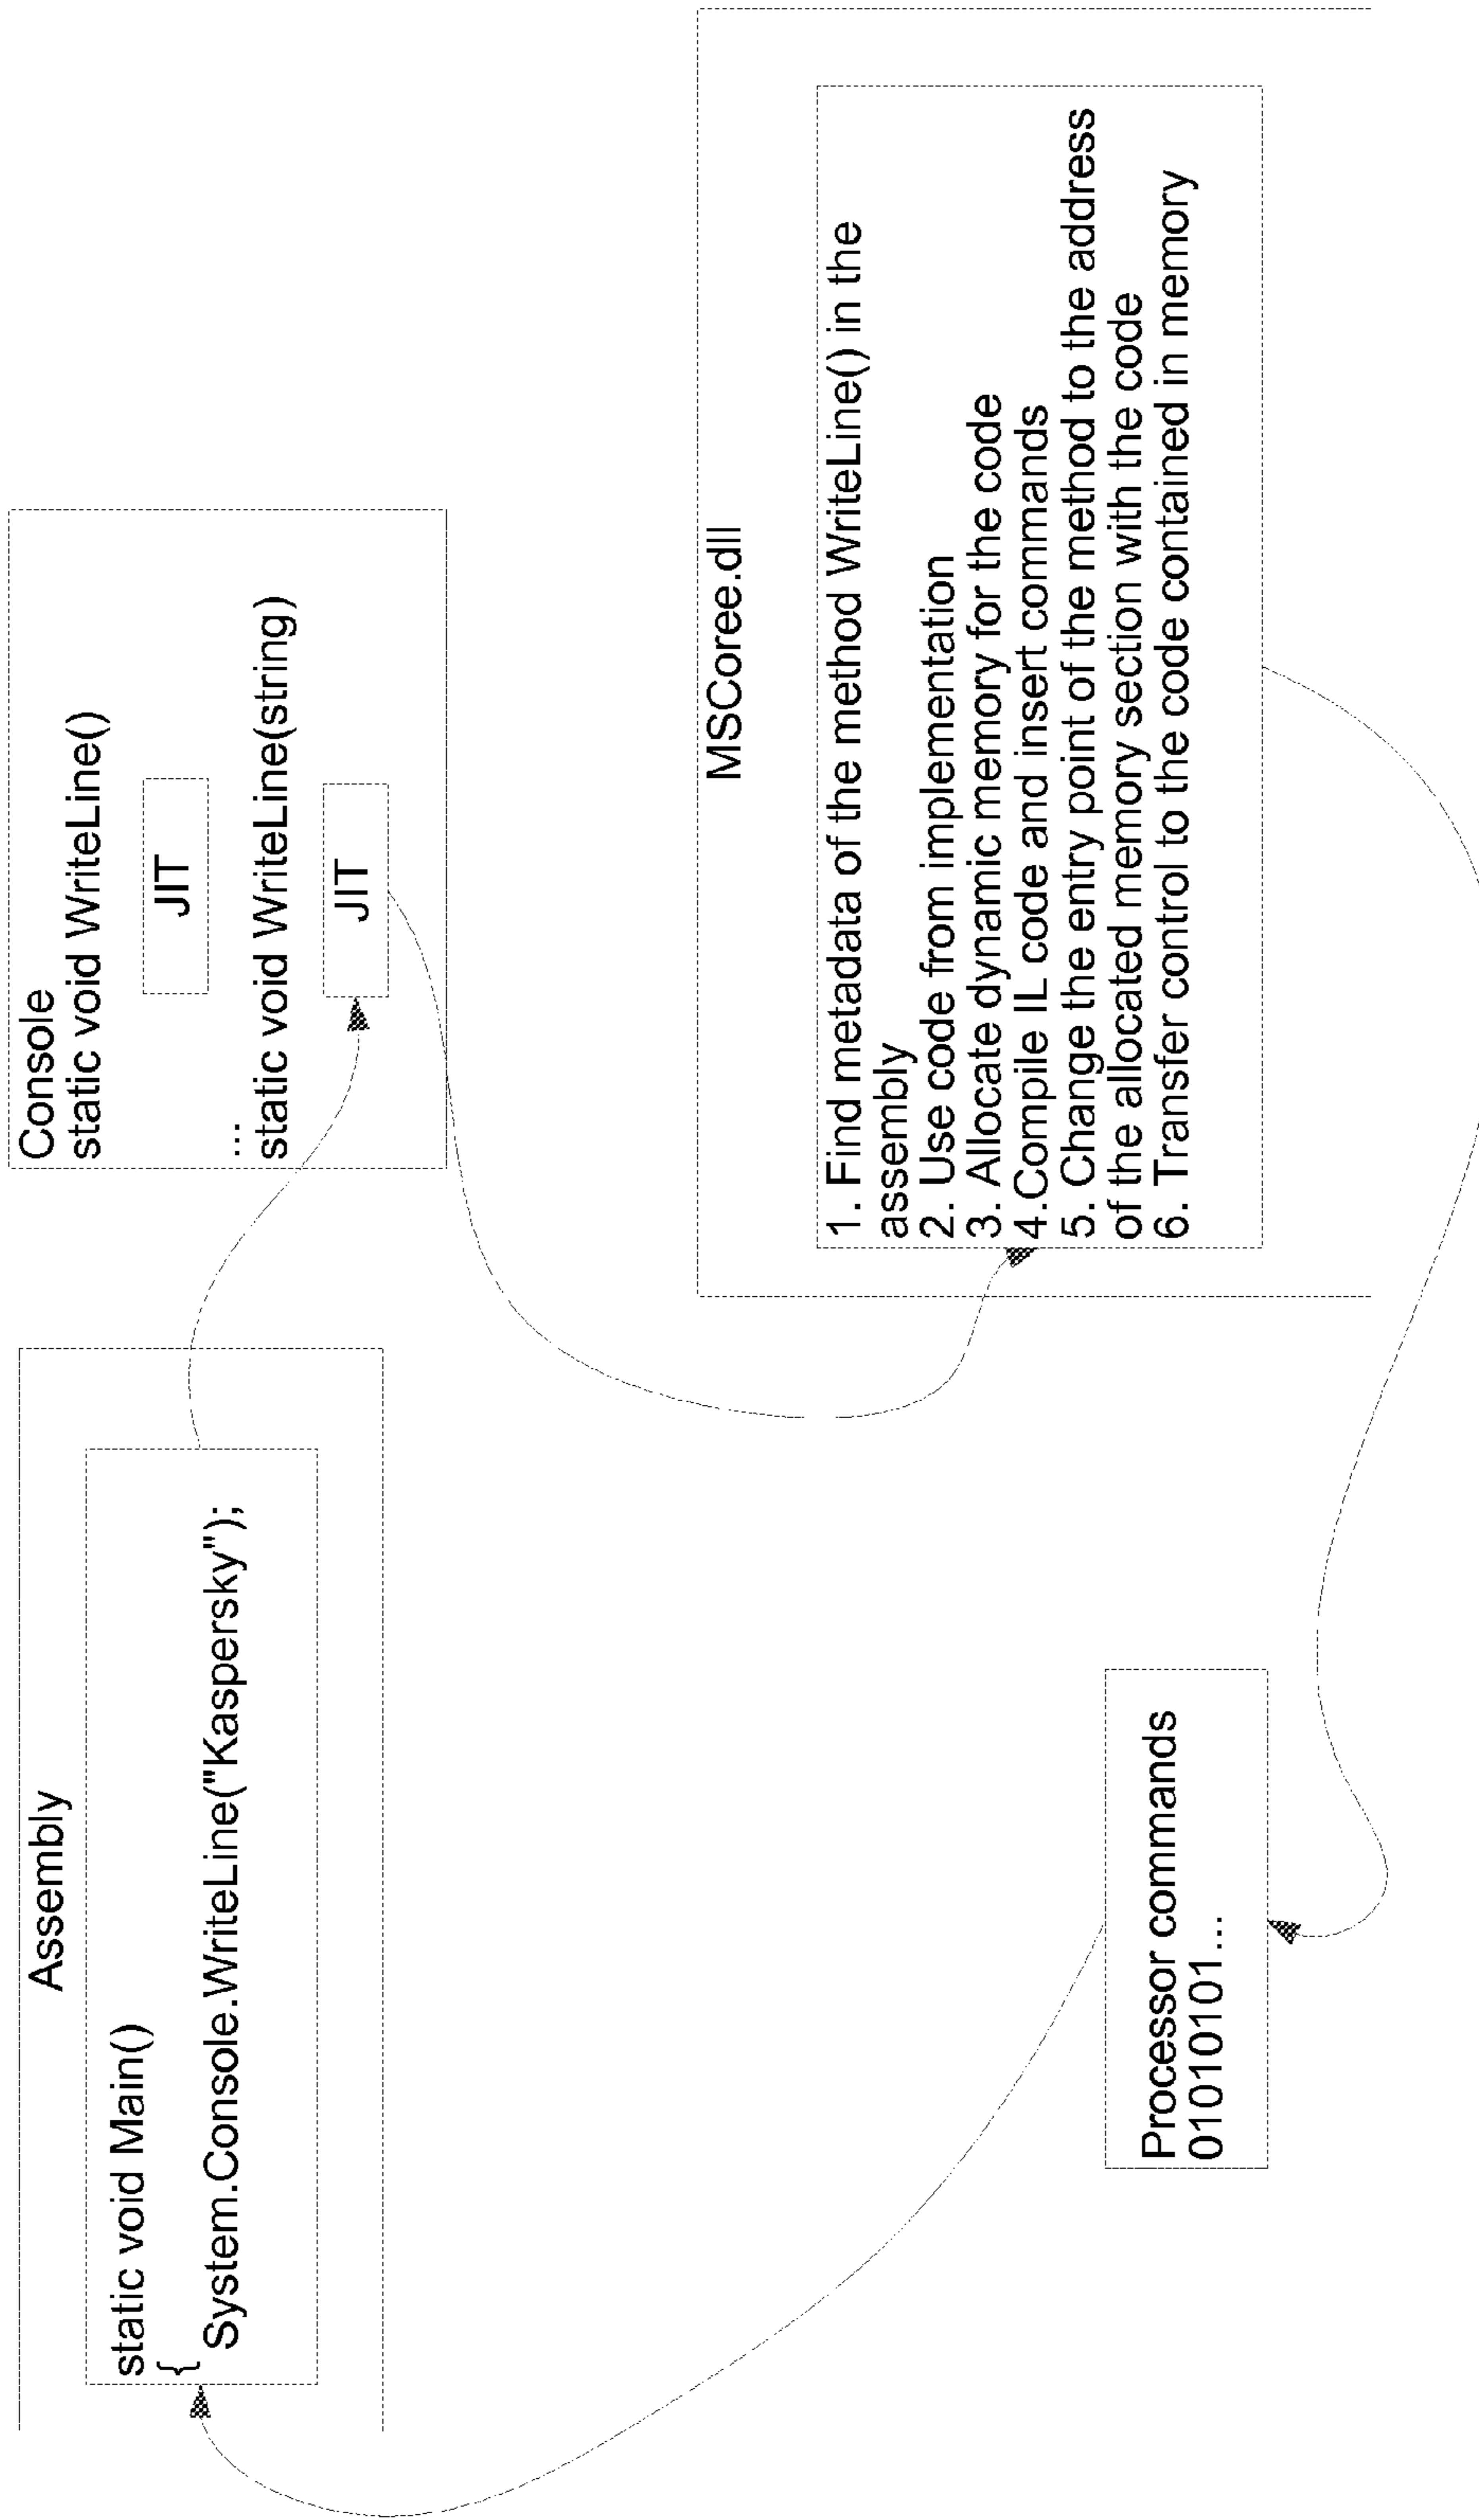 Assembly
static void Main()
{
System.Console.WriteLine("Kaspersky");
Console
static void WriteLine()
JIT
...
static void WriteLine(string)
JIT
MSCoree.dll
1. Find metadata of the method WriteLine() in the
assembly
2. Use code from implementation
3. Allocate dynamic memory for the code
4.Compile IL code and insert commands
5. Change the entry point of the method to the address
of the allocated memory section with the code
6. Transfer control to the code contained in memory
Processor commands
01010101...